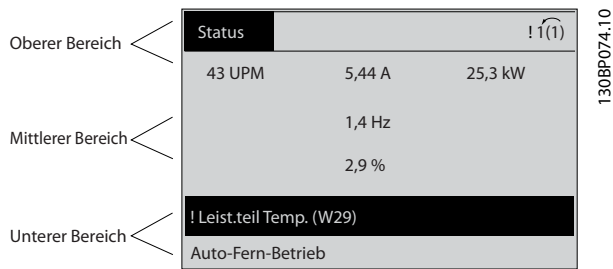 Oberer Bereich
Status
! 1(1)
43 UPM 5,44 A 25,3 kW
Mittlerer Bereich
1,4 Hz
2,9 %
! Leist.teil Temp. (W29)
Unterer Bereich
Auto-Fern-Betrieb
130BP074.10